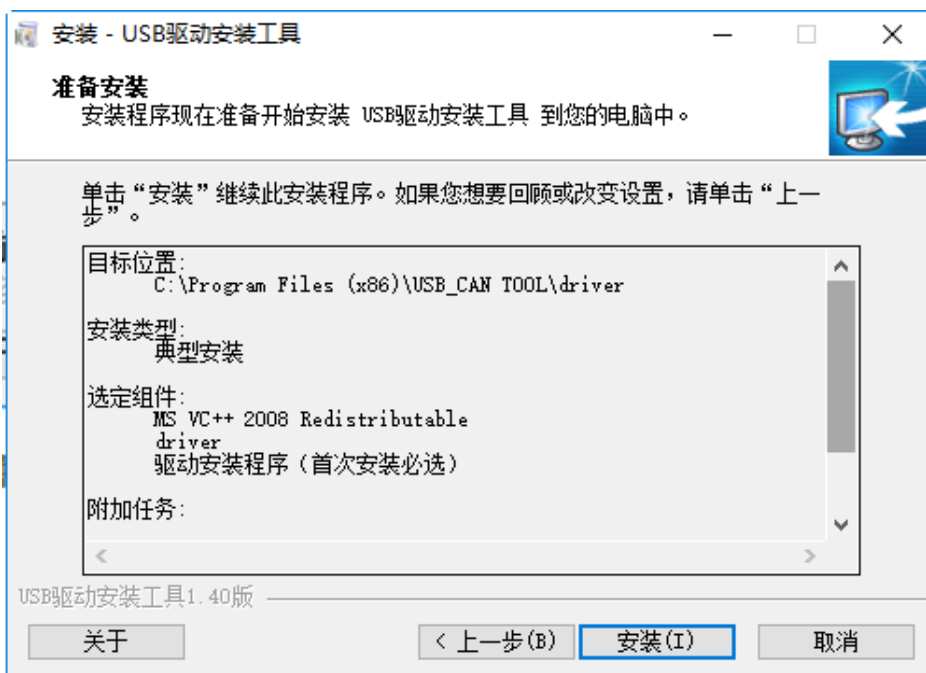 安装 - USB驱动安装工具
准备安装
安装程序现在准备开始安装 USB驱动安装工具 到您的电脑中。
单击“安装”继续此安装程序。如果您想要回顾或改变设置，请单击“上一
步”。
目标位置:
C:\Program Files (x86)\USB_CAN TOOL\driver
安装类型:
典型安装
选定组件:
MS VC++ 2008 Redistributable
driver
驱动安装程序（首次安装必选）
附加任务:
USB驱动安装工具1.40版
关于
< 上一步(B)
安装(I)
取消